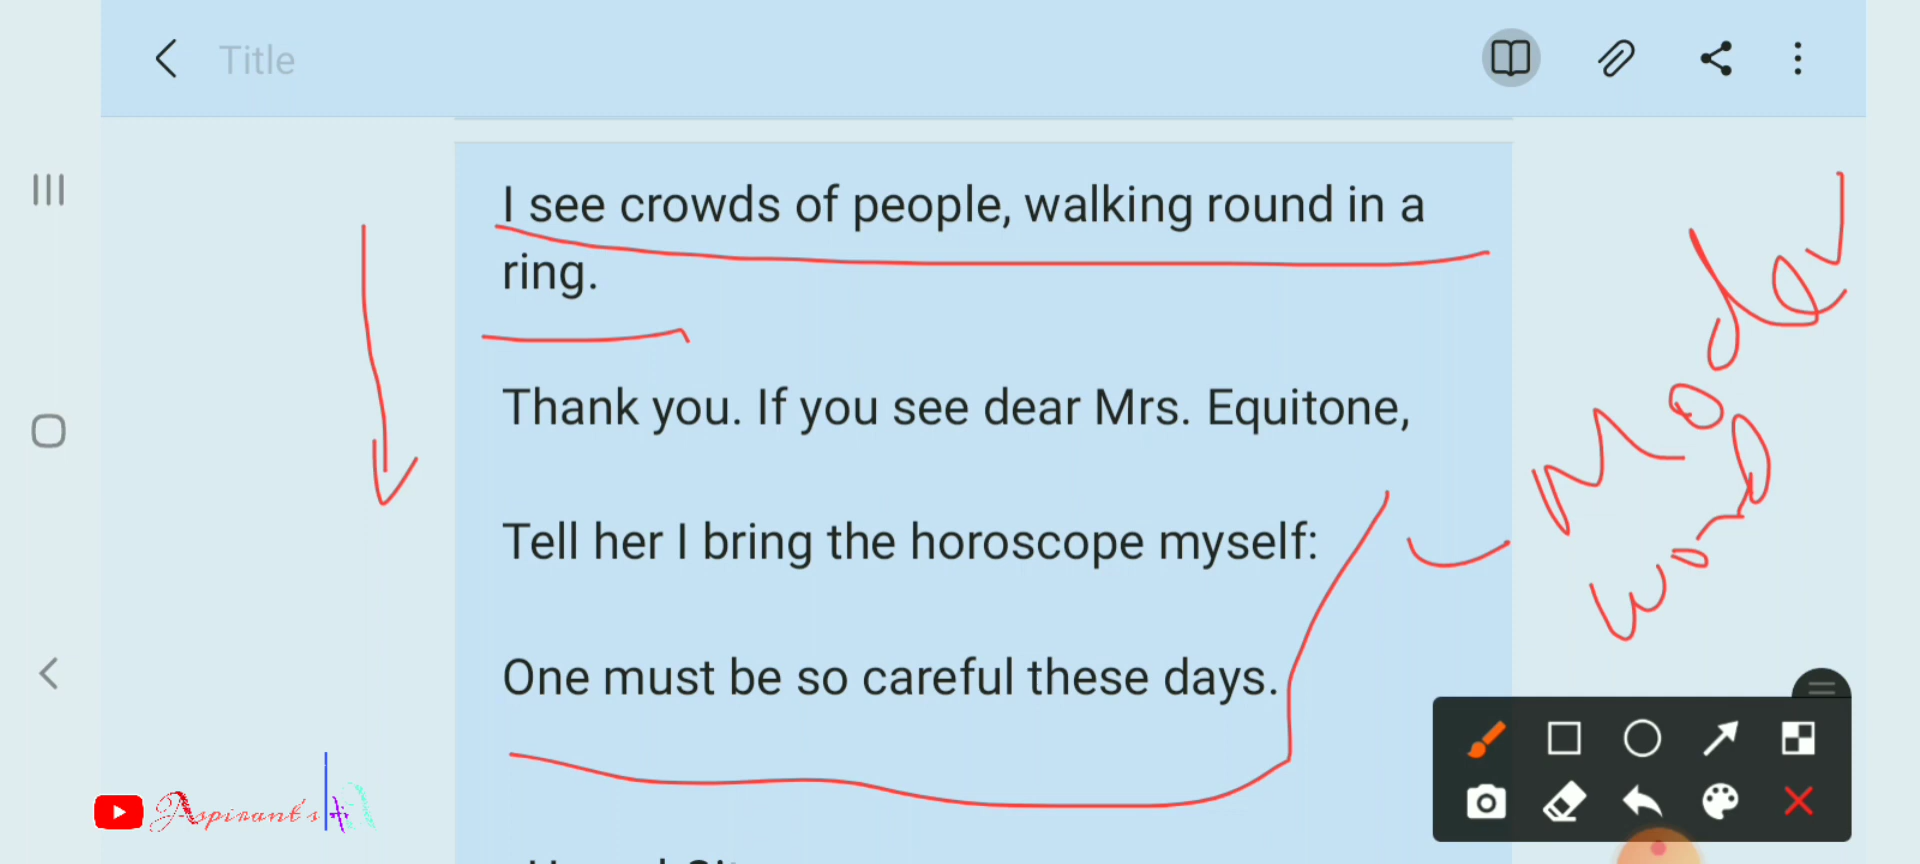 Title
I see crowds of people, walking round in a
ring.
Thank you. If you see dear Mrs. Equitone,
Tell her I bring the horoscope myself:
One must be so careful these days.
Moder
World
Aspirant's